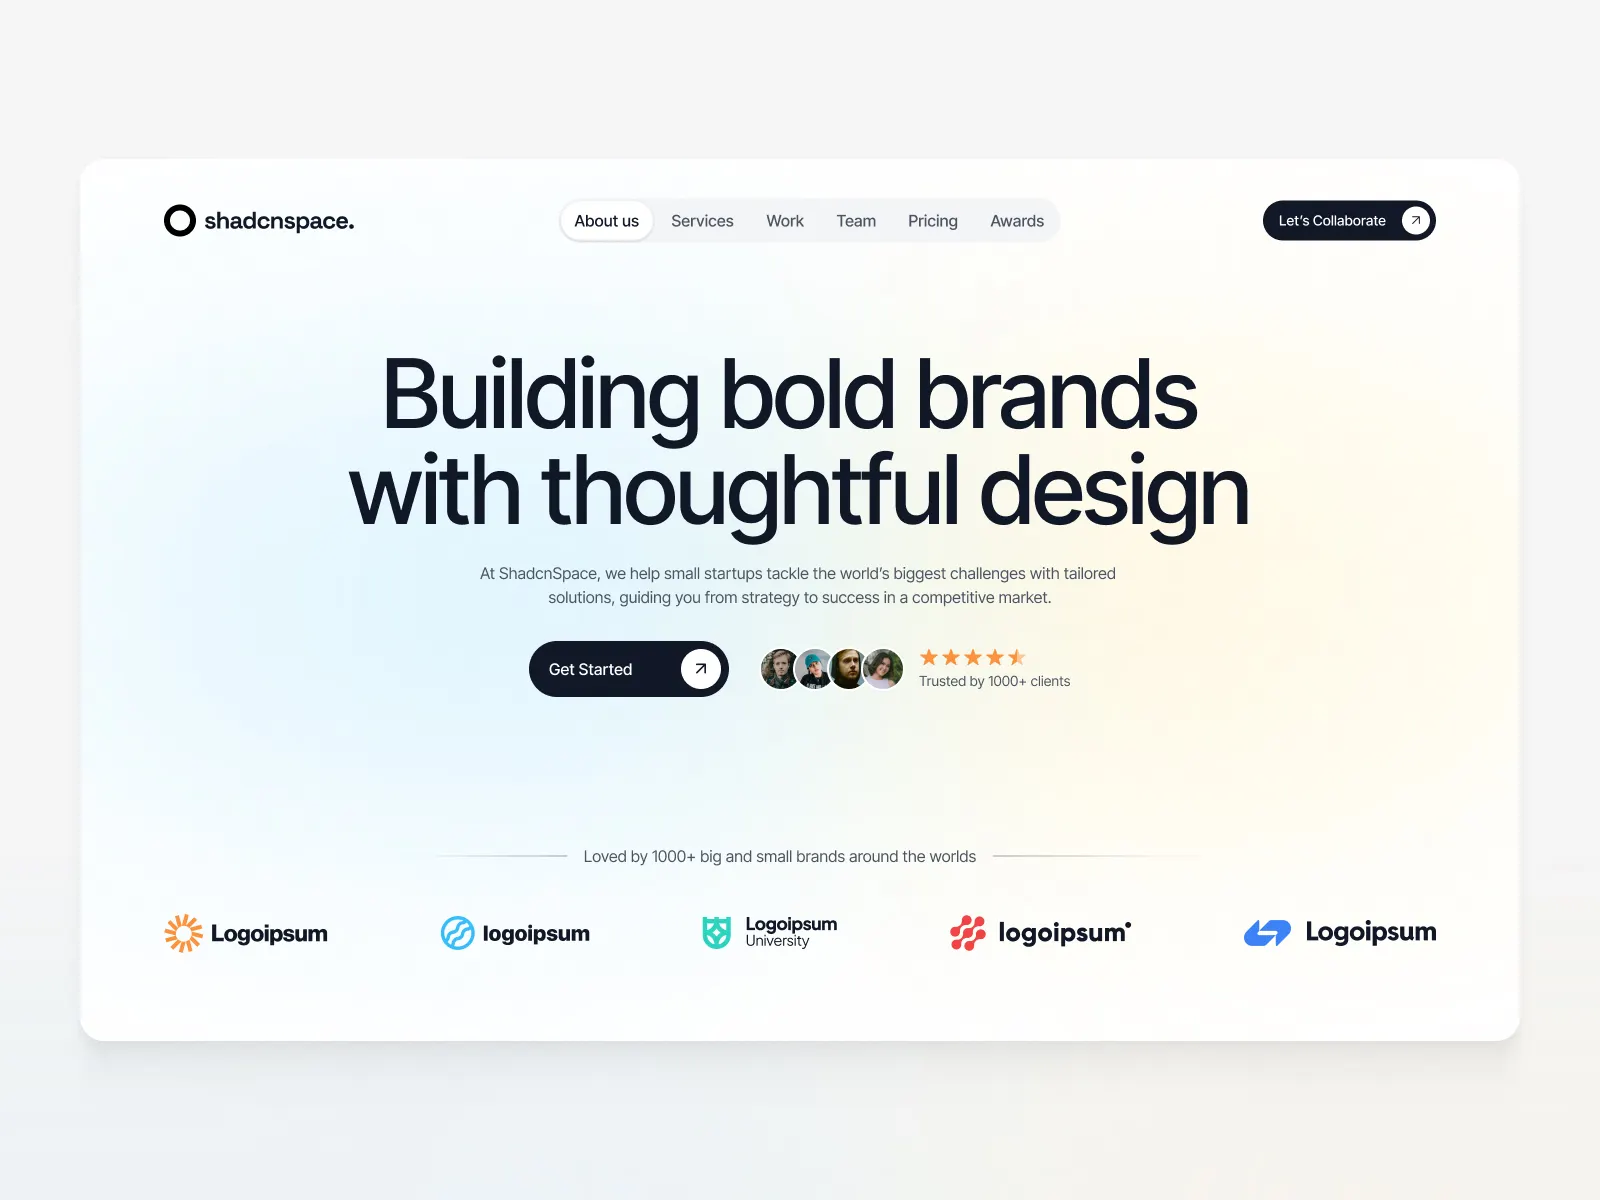 shadcnspace.
About us
Services
Work
Team
Pricing
Awards
Let's Collaborate
Building bold brands
with thoughtful design
At ShadcnSpace, we help small startups tackle the world's biggest challenges with tailored
solutions, guiding you from strategy to success in a competitive market.
Get Started
Trusted by 1000+ clients
Loved by 1000+ big and small brands around the worlds
Logoipsum
logoipsum
Logoipsum
University
logoipsum
Logoipsum